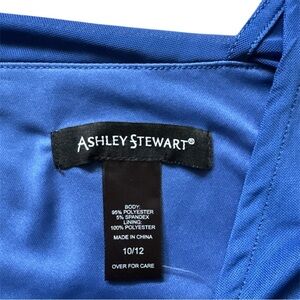 ASHLEY STEWART®
BODY:
95% POLYESTER
5% SPANDEX
LINING:
100% POLYESTER
MADE IN CHINA
10/12
OVER FOR CARE